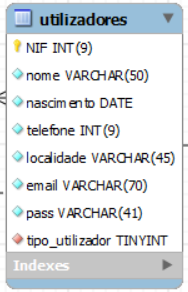 utilizadores
NIF INT(9)
nome VARCHAR(50)
nascimento DATE
telefone INT(9)
localidade VARCHAR(45)
email VARCHAR(70)
pass VARCHAR(41)
tipo_utilizador TINYINT
Indexes